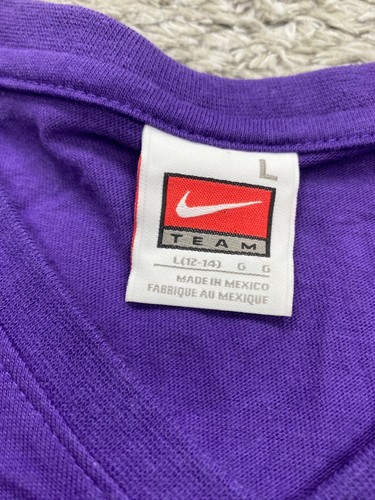 L
TEAM
L(12-14) G G
MADE IN MEXICO
FABRIQUE AU MEXIQUE